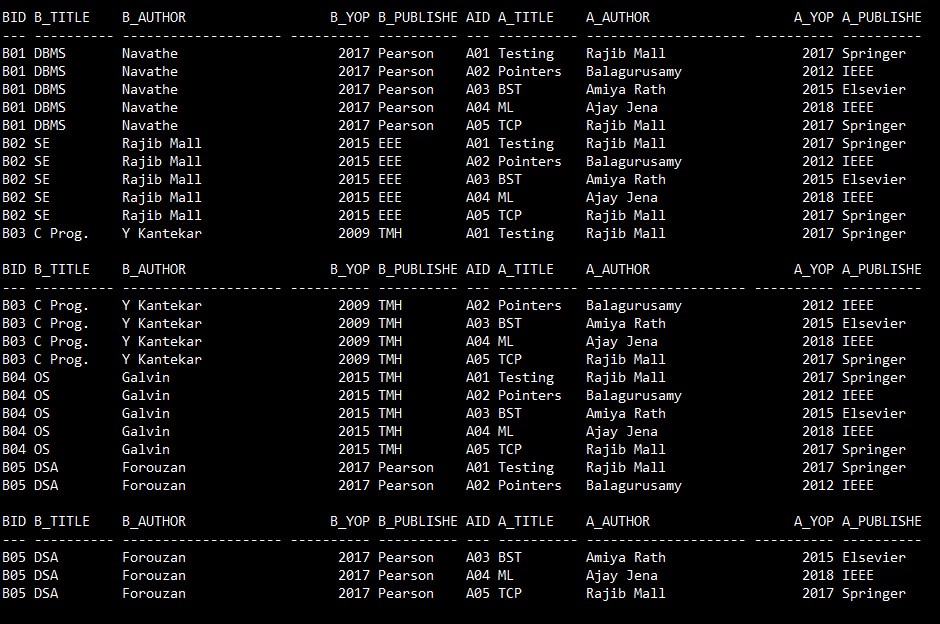 BID B_TITLE    B_AUTHOR                  B_YOP B_PUBLISHE AID A_TITLE    A_AUTHOR                  A_YOP A_PUBLISHE
--- ---------- -------------------- ---------- ---------- --- ---------- -------------------- ---------- ----------
B01 DBMS       Navathe                    2017 Pearson    A01 Testing    Rajib Mall                 2017 Springer
B01 DBMS       Navathe                    2017 Pearson    A02 Pointers   Balagurusamy               2012 IEEE
B01 DBMS       Navathe                    2017 Pearson    A03 BST        Amiya Rath                 2015 Elsevier
B01 DBMS       Navathe                    2017 Pearson    A04 ML         Ajay Jena                  2018 IEEE
B01 DBMS       Navathe                    2017 Pearson    A05 TCP        Rajib Mall                 2017 Springer
B02 SE         Rajib Mall                 2015 EEE        A01 Testing    Rajib Mall                 2017 Springer
B02 SE         Rajib Mall                 2015 EEE        A02 Pointers   Balagurusamy               2012 IEEE
B02 SE         Rajib Mall                 2015 EEE        A03 BST        Amiya Rath                 2015 Elsevier
B02 SE         Rajib Mall                 2015 EEE        A04 ML         Ajay Jena                  2018 IEEE
B02 SE         Rajib Mall                 2015 EEE        A05 TCP        Rajib Mall                 2017 Springer
B03 C Prog.    Y Kantekar                 2009 TMH        A01 Testing    Rajib Mall                 2017 Springer

BID B_TITLE    B_AUTHOR                  B_YOP B_PUBLISHE AID A_TITLE    A_AUTHOR                  A_YOP A_PUBLISHE
--- ---------- -------------------- ---------- ---------- --- ---------- -------------------- ---------- ----------
B03 C Prog.    Y Kantekar                 2009 TMH        A02 Pointers   Balagurusamy               2012 IEEE
B03 C Prog.    Y Kantekar                 2009 TMH        A03 BST        Amiya Rath                 2015 Elsevier
B03 C Prog.    Y Kantekar                 2009 TMH        A04 ML         Ajay Jena                  2018 IEEE
B03 C Prog.    Y Kantekar                 2009 TMH        A05 TCP        Rajib Mall                 2017 Springer
B04 OS         Galvin                     2015 TMH        A01 Testing    Rajib Mall                 2017 Springer
B04 OS         Galvin                     2015 TMH        A02 Pointers   Balagurusamy               2012 IEEE
B04 OS         Galvin                     2015 TMH        A03 BST        Amiya Rath                 2015 Elsevier
B04 OS         Galvin                     2015 TMH        A04 ML         Ajay Jena                  2018 IEEE
B04 OS         Galvin                     2015 TMH        A05 TCP        Rajib Mall                 2017 Springer
B05 DSA        Forouzan                   2017 Pearson    A01 Testing    Rajib Mall                 2017 Springer
B05 DSA        Forouzan                   2017 Pearson    A02 Pointers   Balagurusamy               2012 IEEE

BID B_TITLE    B_AUTHOR                  B_YOP B_PUBLISHE AID A_TITLE    A_AUTHOR                  A_YOP A_PUBLISHE
--- ---------- -------------------- ---------- ---------- --- ---------- -------------------- ---------- ----------
B05 DSA        Forouzan                   2017 Pearson    A03 BST        Amiya Rath                 2015 Elsevier
B05 DSA        Forouzan                   2017 Pearson    A04 ML         Ajay Jena                  2018 IEEE
B05 DSA        Forouzan                   2017 Pearson    A05 TCP        Rajib Mall                 2017 Springer